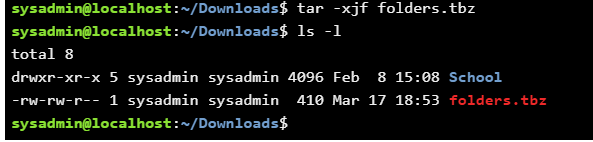 sysadmin@localhost:~/Downloads$ tar -xjf folders.tbz
sysadmin@localhost:~/Downloads$ ls -l
total 8
drwxr-xr-x 5 sysadmin sysadmin 4096 Feb  8 15:08 School
-rw-rw-r-- 1 sysadmin sysadmin  410 Mar 17 18:53 folders.tbz
sysadmin@localhost:~/Downloads$